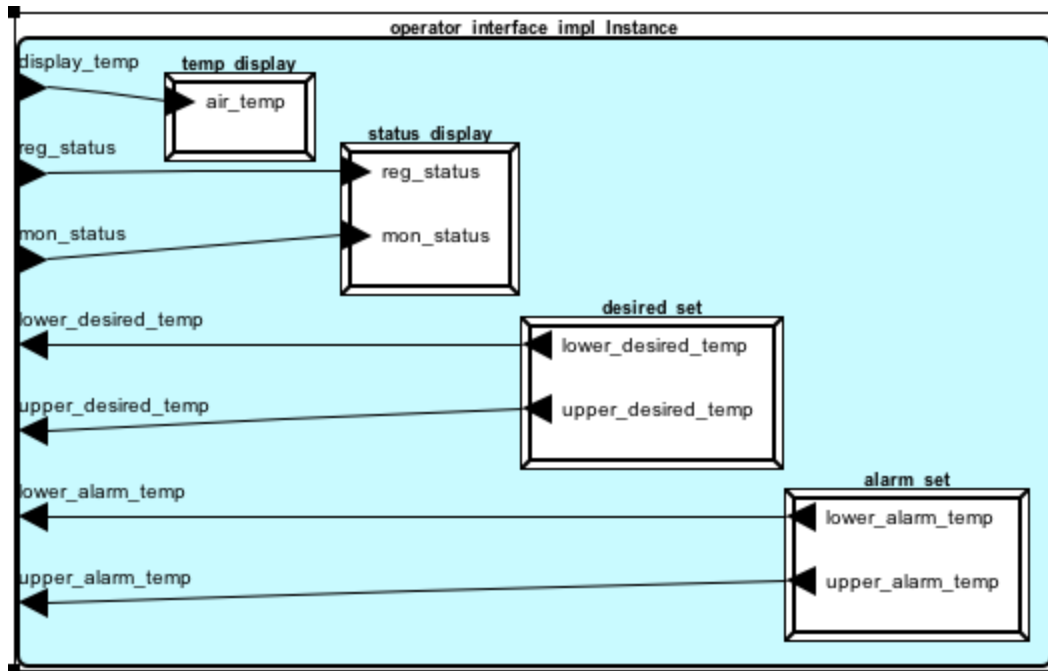 operator_interface_impl_Instance
display_temp
temp_display
air_temp
reg_status
status_display
reg_status
mon_status
mon_status
lower_desired_temp
desired_set
lower_desired_temp
upper_desired_temp
upper_desired_temp
lower_alarm_temp
alarm_set
lower_alarm_temp
upper_alarm_temp
upper_alarm_temp